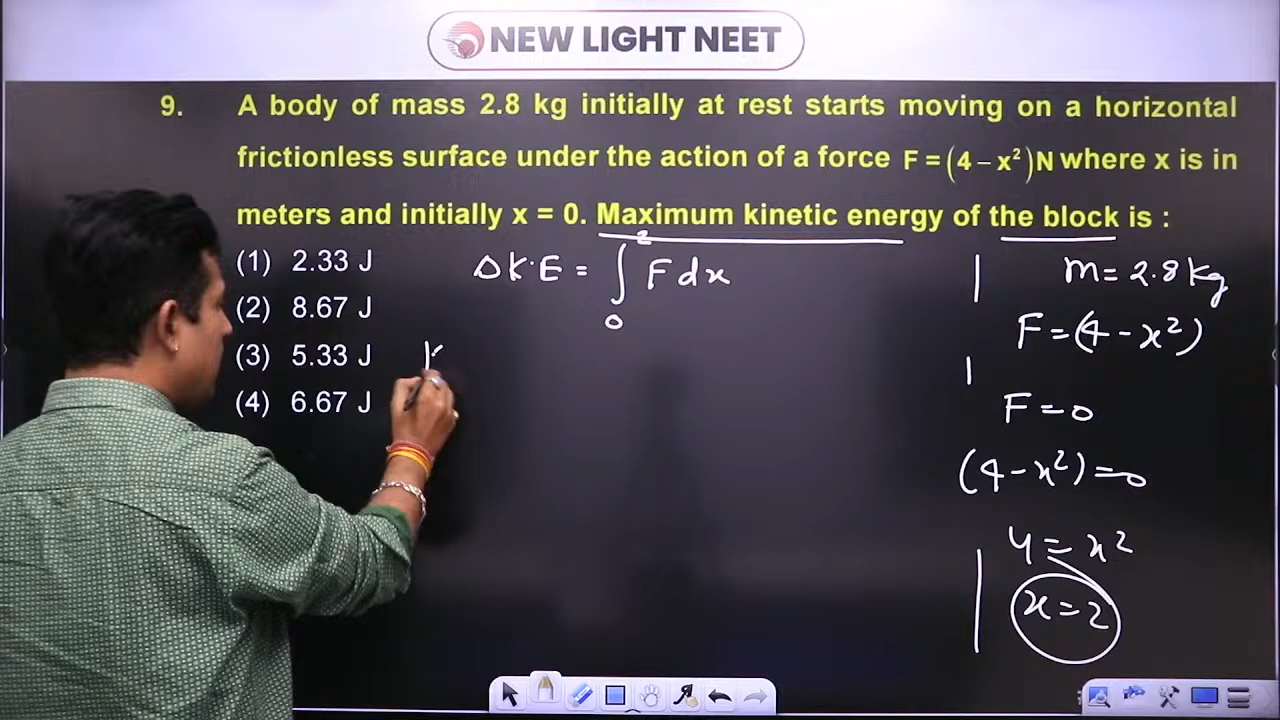 NEW LIGHT NEET
9. A body of mass 2.8 kg initially at rest starts moving on a horizontal
frictionless surface under the action of a force F = (4 – x²)N where x is in
meters and initially x = 0. Maximum kinetic energy of the block is :
(1) 2.33 J
(2) 8.67 J
(3) 5.33 J
(4) 6.67 J
ΔK·E = ∫₀² F dx
K
m = 2.8 kg
F = (4 - x²)
F = 0
(4 - x²) = 0
4 = x²
x = 2